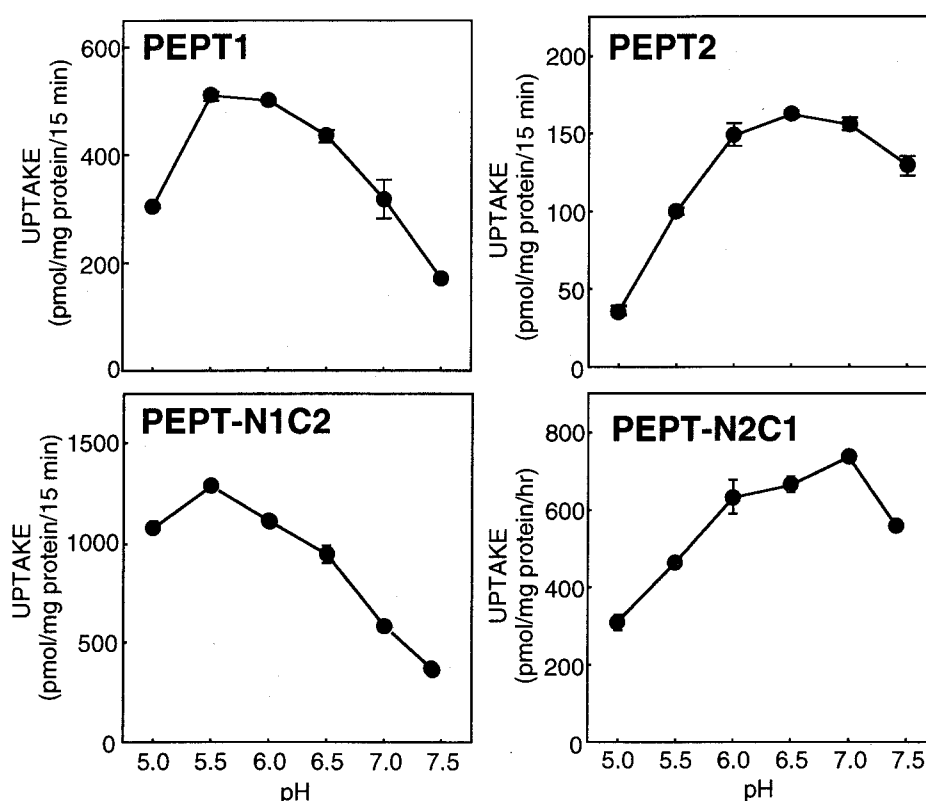 PEPT1
UPTAKE
(pmol/mg protein/15 min)
600
400
200
0
PEPT2
UPTAKE
(pmol/mg protein/15 min)
200
150
100
50
0
PEPT-N1C2
UPTAKE
(pmol/mg protein/15 min)
1500
1000
500
0
5.0 5.5 6.0 6.5 7.0 7.5
pH
PEPT-N2C1
UPTAKE
(pmol/mg protein/hr)
800
600
400
200
0
5.0 5.5 6.0 6.5 7.0 7.5
pH